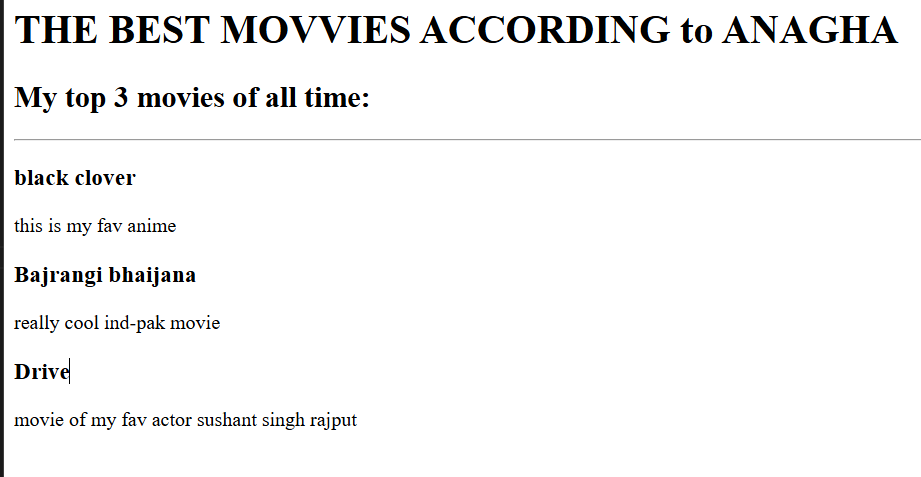 THE BEST MOVVIES ACCORDING to ANAGHA
My top 3 movies of all time:
black clover
this is my fav anime
Bajrangi bhaijana
really cool ind-pak movie
Drive
movie of my fav actor sushant singh rajput